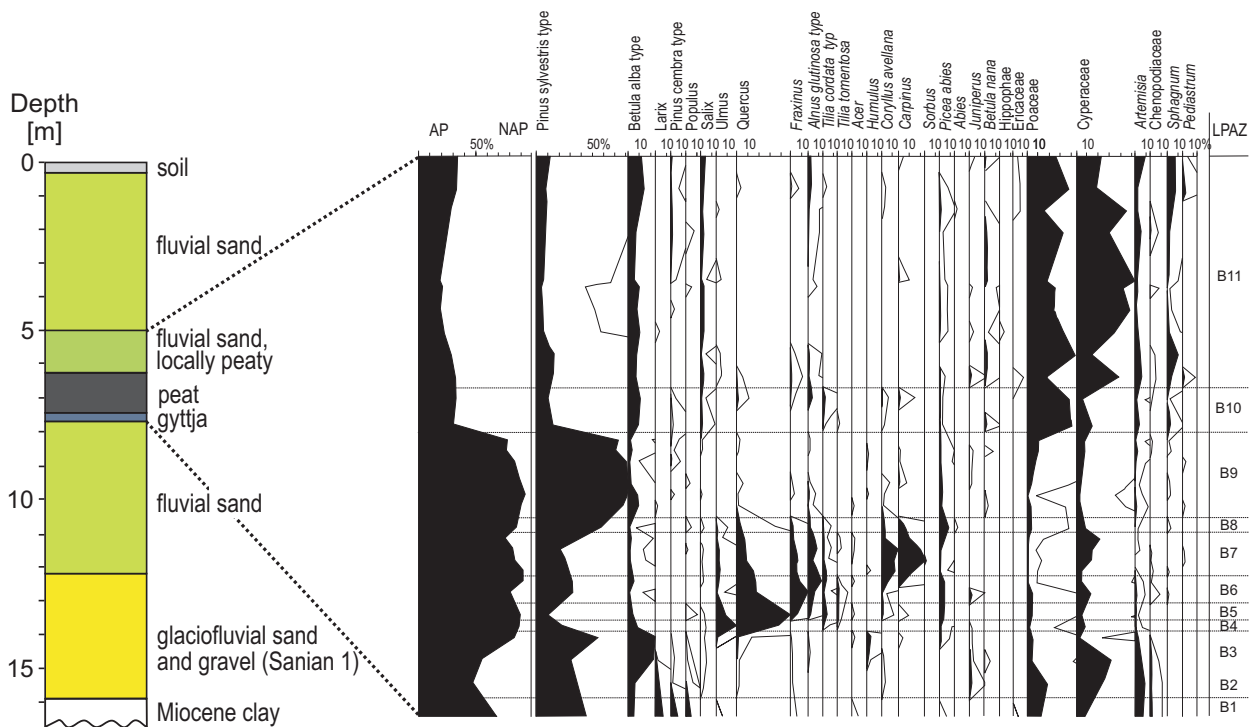 Depth
[m]
0
5
10
15
soil
fluvial sand
fluvial sand,
locally peaty
peat
gyttja
fluvial sand
glaciofluvial sand
and gravel (Sanian 1)
Miocene clay
AP
NAP
Pinus sylvestris type
Betula alba type
Larix
Pinus cembra type
Populus
Salix
Ulmus
Quercus
Fraxinus
Alnus glutinosa type
Tilia cordata typ
Tilia tomentosa
Acer
Humulus
Coryllus avellana
Carpinus
Sorbus
Picea abies
Abies
Juniperus
Betula nana
Hippophae
Ericaceae
Poaceae
Cyperaceae
Artemisia
Chenopodiaceae
Sphagnum
Pediastrum
LPAZ
50% 50% 10 10 10 10 10 10 10 10 10 10 10 10 10 10 10 10 10 10 10 10 10 10 10 10 10 10 10%
B11
B10
B9
B8
B7
B6
B5
B4
B3
B2
B1